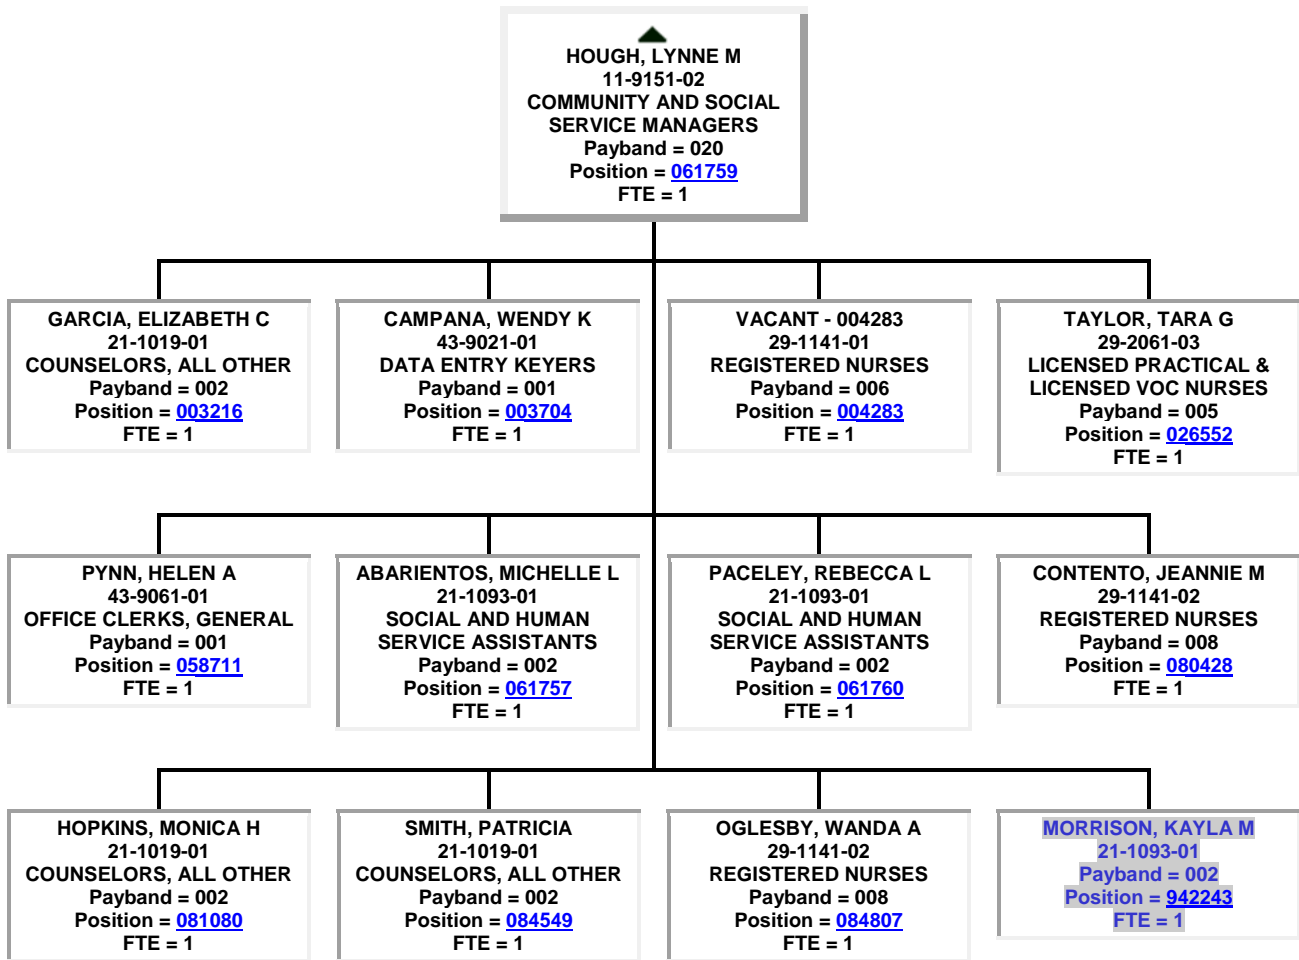 HOUGH, LYNNE M
11-9151-02
COMMUNITY AND SOCIAL
SERVICE MANAGERS
Payband = 020
Position = 061759
FTE = 1
GARCIA, ELIZABETH C
21-1019-01
COUNSELORS, ALL OTHER
Payband = 002
Position = 003216
FTE = 1
CAMPANA, WENDY K
43-9021-01
DATA ENTRY KEYERS
Payband = 001
Position = 003704
FTE = 1
VACANT - 004283
29-1141-01
REGISTERED NURSES
Payband = 006
Position = 004283
FTE = 1
TAYLOR, TARA G
29-2061-03
LICENSED PRACTICAL &
LICENSED VOC NURSES
Payband = 005
Position = 026552
FTE = 1
PYNN, HELEN A
43-9061-01
OFFICE CLERKS, GENERAL
Payband = 001
Position = 058711
FTE = 1
ABARIENTOS, MICHELLE L
21-1093-01
SOCIAL AND HUMAN
SERVICE ASSISTANTS
Payband = 002
Position = 061757
FTE = 1
PACELEY, REBECCA L
21-1093-01
SOCIAL AND HUMAN
SERVICE ASSISTANTS
Payband = 002
Position = 061760
FTE = 1
CONTENTO, JEANNIE M
29-1141-02
REGISTERED NURSES
Payband = 008
Position = 080428
FTE = 1
HOPKINS, MONICA H
21-1019-01
COUNSELORS, ALL OTHER
Payband = 002
Position = 081080
FTE = 1
SMITH, PATRICIA
21-1019-01
COUNSELORS, ALL OTHER
Payband = 002
Position = 084549
FTE = 1
OGLESBY, WANDA A
29-1141-02
REGISTERED NURSES
Payband = 008
Position = 084807
FTE = 1
MORRISON, KAYLA M
21-1093-01
Payband = 002
Position = 942243
FTE = 1